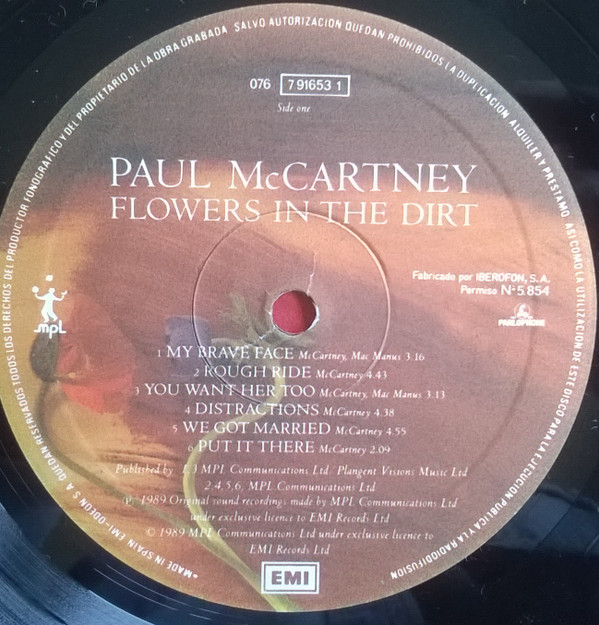 RESERVADOS TODOS LOS DERECHOS DEL PRODUCTOR FONOGRAFICO Y DEL PROPIETARIO DE LA OBRA GRABADA SALVO AUTORIZACION QUEDAN PROHIBIDOS LA DUPLICACION ALQUILER Y PRESTAMO ASI COMO LA UTILIZACION DE ESTE DISCO PARA LA EJECUCION PUBLICA Y LA RADIODIFUSION
076 7 91653 1
Side one
PAUL McCARTNEY
FLOWERS IN THE DIRT
Fabricado por IBEROFON, S.A.
Permiso Nº 5.854
mpL
PARLOPHONE
1 MY BRAVE FACE McCartney, Mac Manus 3.16
2 ROUGH RIDE McCartney 4.43
3 YOU WANT HER TOO McCartney, Mac Manus 3.13
4 DISTRACTIONS McCartney 4.38
5 WE GOT MARRIED McCartney 4.55
6 PUT IT THERE McCartney 2.09
Published by 1,3 MPL Communications Ltd / Plangent Visions Music Ltd
2,4,5,6, MPL Communications Ltd
℗ 1989 Original sound recordings made by MPL Communications Ltd
under exclusive licence to EMI Records Ltd
© 1989 MPL Communications Ltd under exclusive licence to
EMI Records Ltd
EMI
*MADE IN SPAIN EMI-ODEON S A QUEDAN